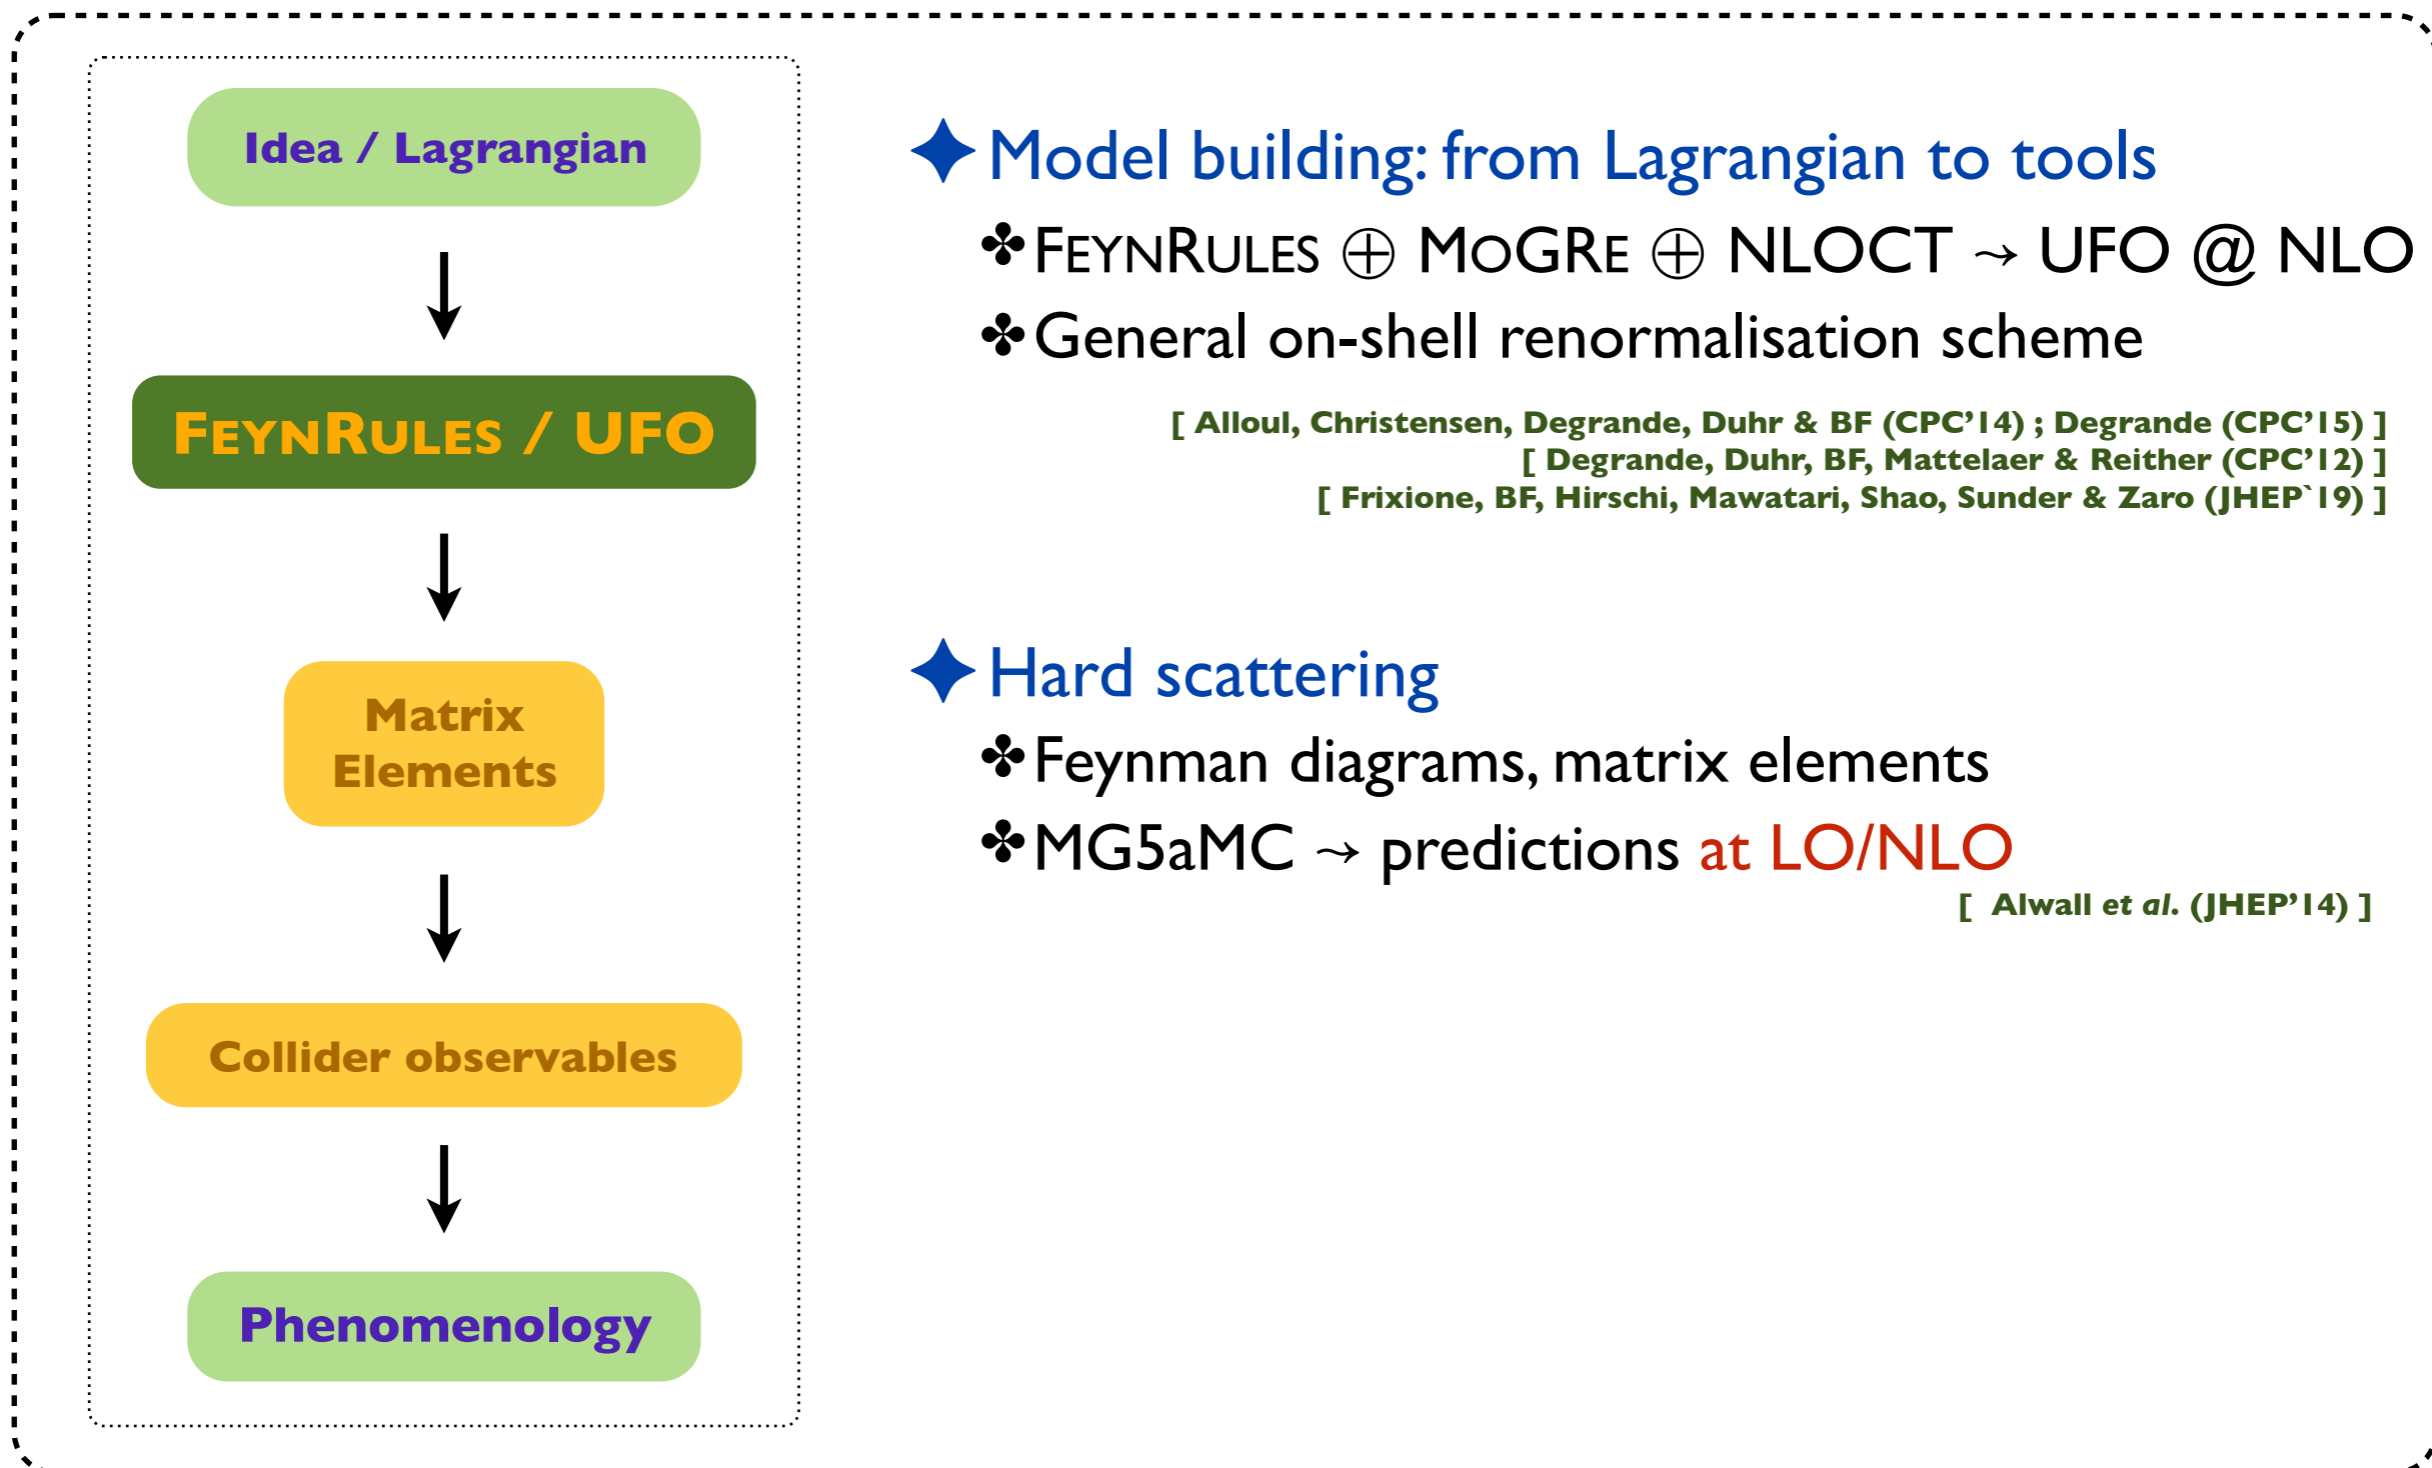 Idea / Lagrangian
FEYNRULES / UFO
Matrix
Elements
Collider observables
Phenomenology
✦ Model building: from Lagrangian to tools
✤ FEYNRULES ⊕ MOGRE ⊕ NLOCT ⤳ UFO @ NLO
✤ General on-shell renormalisation scheme
[ Alloul, Christensen, Degrande, Duhr & BF (CPC’14) ; Degrande (CPC’15) ]
[ Degrande, Duhr, BF, Mattelaer & Reither (CPC’12) ]
[ Frixione, BF, Hirschi, Mawatari, Shao, Sunder & Zaro (JHEP`19) ]
✦ Hard scattering
✤ Feynman diagrams, matrix elements
✤ MG5aMC ⤳ predictions at LO/NLO
[ Alwall et al. (JHEP’14) ]